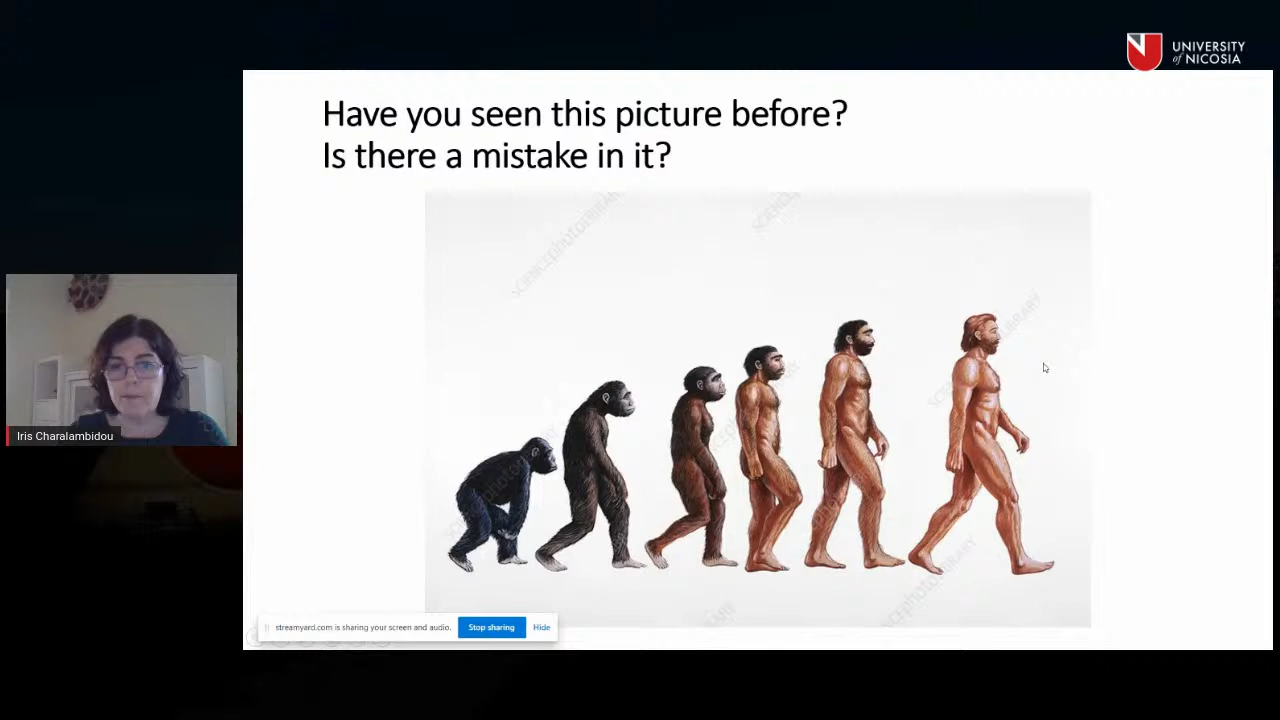 UNIVERSITY
of NICOSIA
Have you seen this picture before?
Is there a mistake in it?
SCIENCEphotoLIBRARY
Iris Charalambidou
streamyard.com is sharing your screen and audio.
Stop sharing
Hide